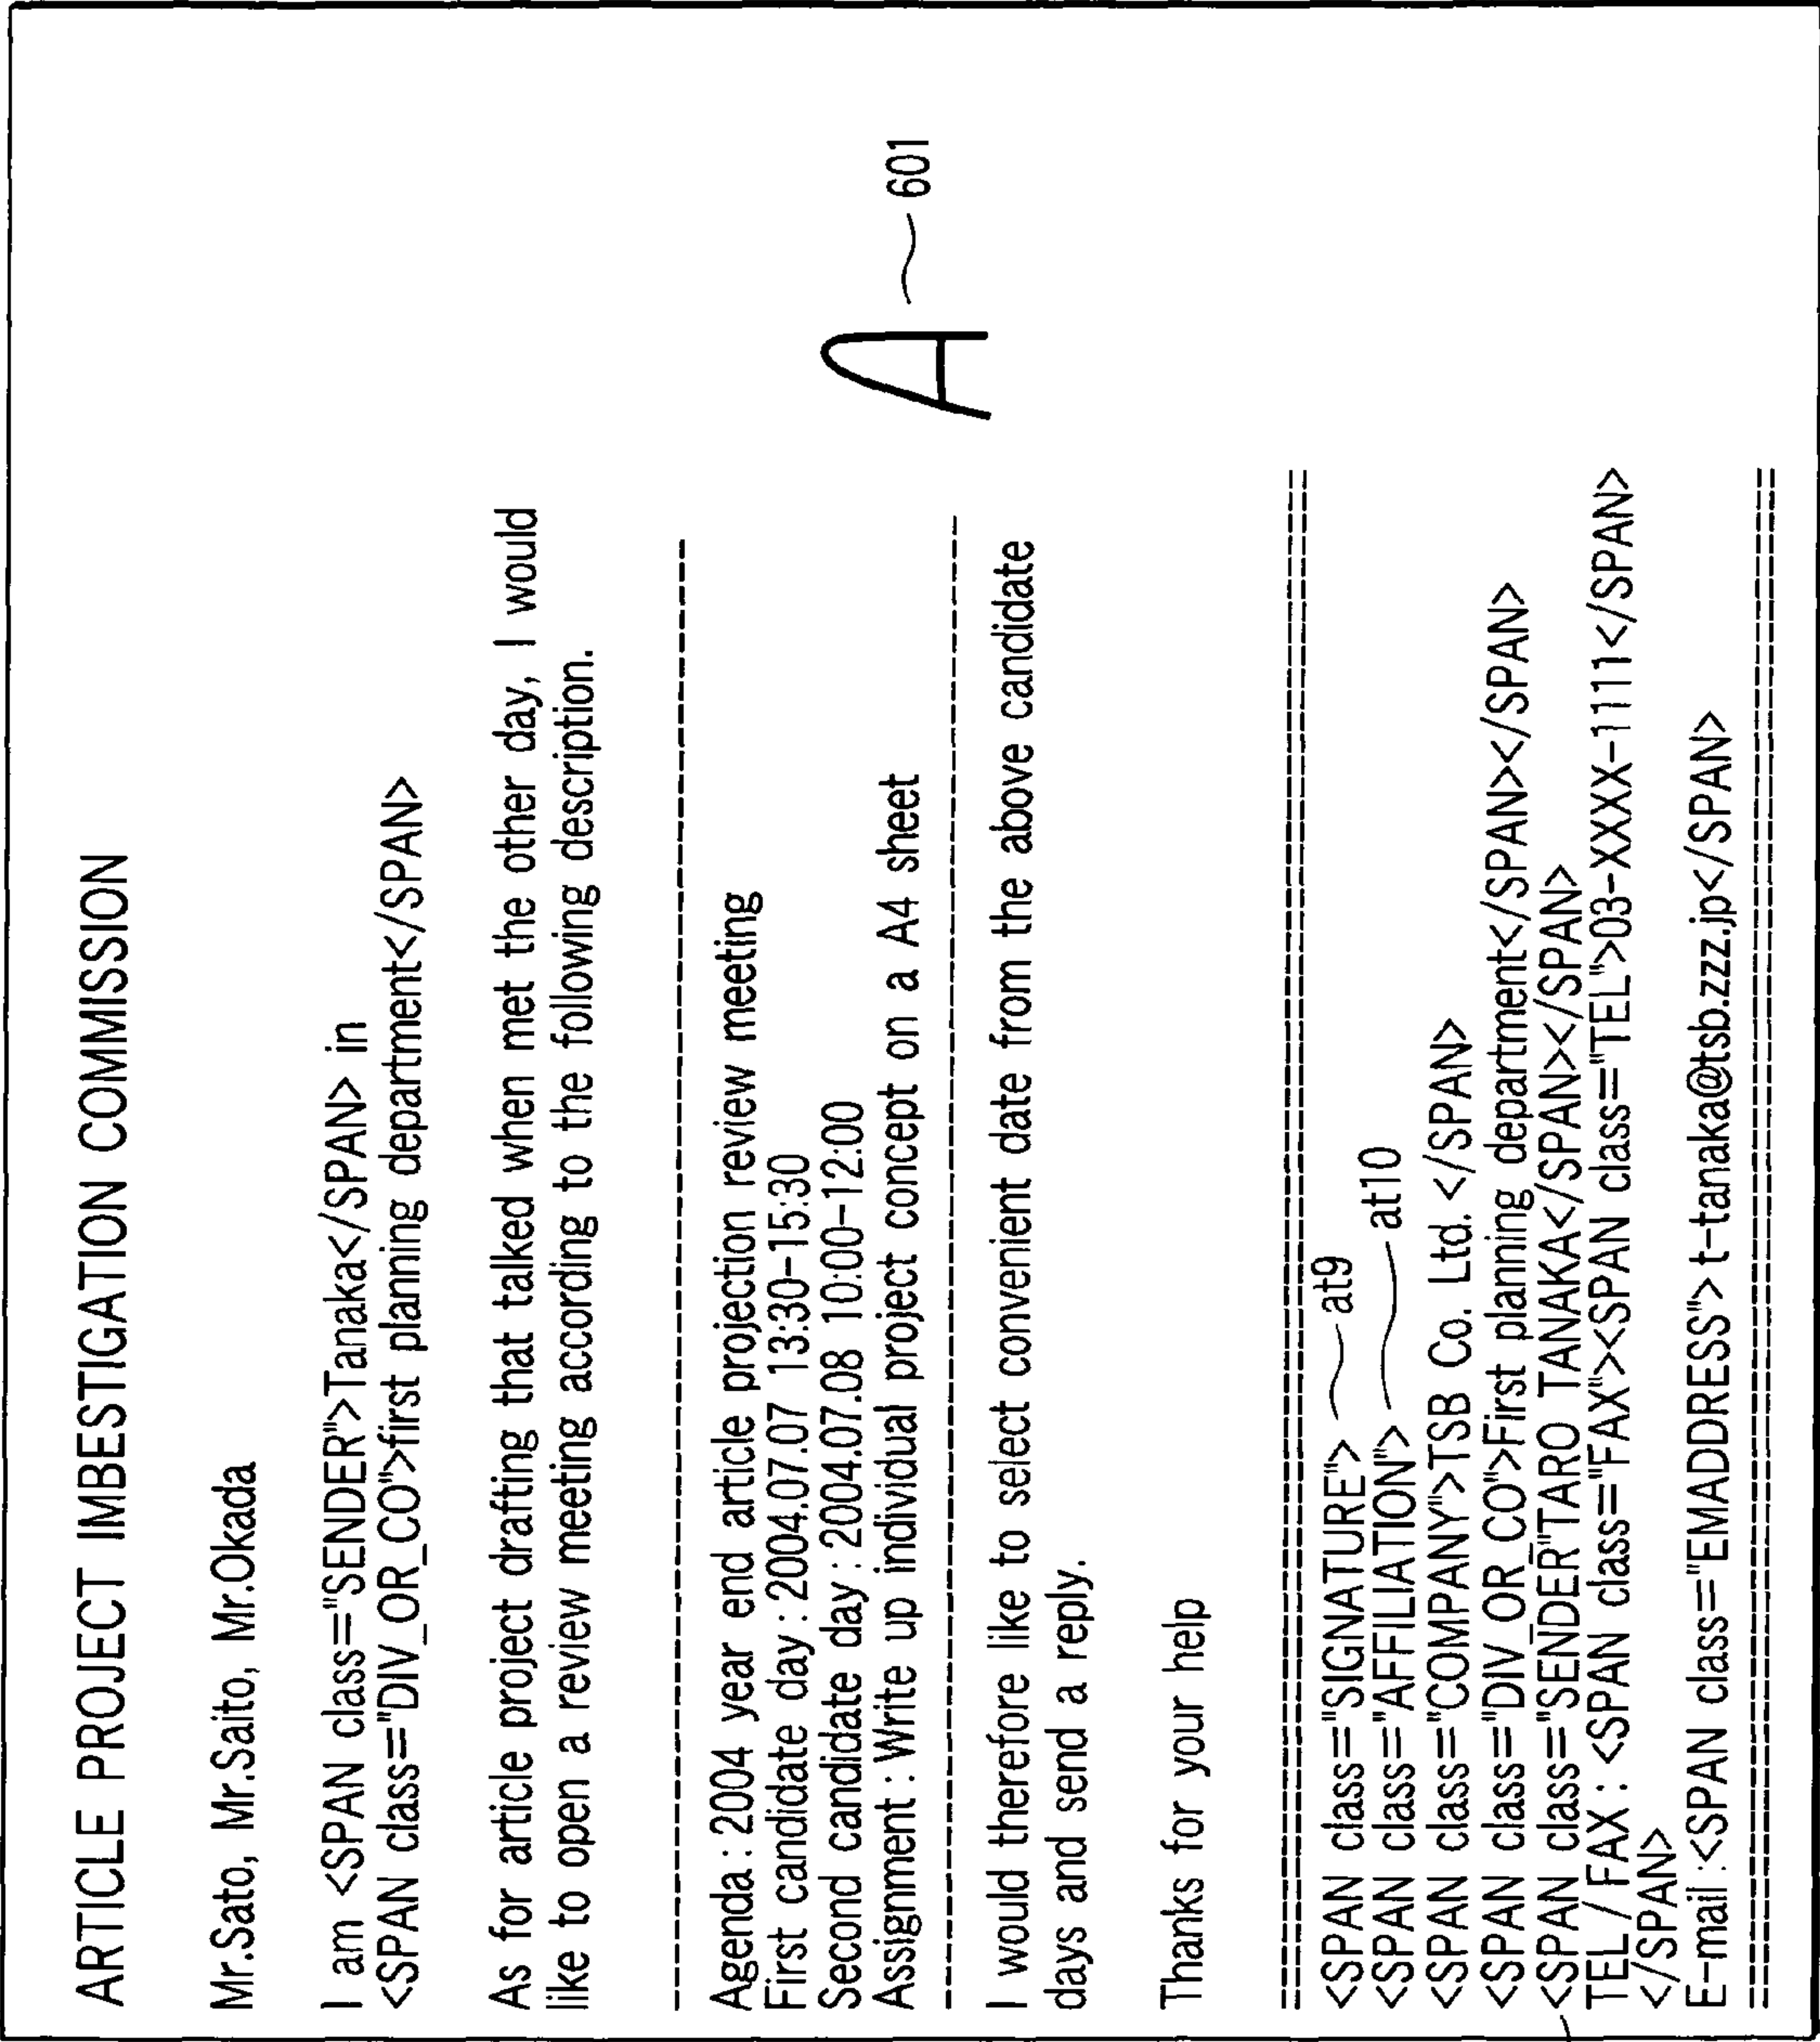 ARTICLE PROJECT IMBESTIGATION COMMISSION
Mr.Sato, Mr.Saito, Mr.Okada
I am <SPAN class="SENDER">Tanaka</SPAN> in
<SPAN class="DIV_OR_CO">first planning department</SPAN>
As for article project drafting that talked when met the other day, I would
like to open a review meeting according to the following description.
--------------------------------------------------
Agenda : 2004 year end article projection review meeting
First candidate day : 2004.07.07 13:30-15:30
Second candidate day : 2004.07.08 10:00-12:00
Assignment : Write up individual project concept on a A4 sheet
--------------------------------------------------
A 601
I would therefore like to select convenient date from the above candidate
days and send a reply.
Thanks for your help
==================================================
<SPAN class="SIGNATURE"> at9
<SPAN class="AFFILIATION"> at10
<SPAN class="COMPANY">TSB Co. Ltd. </SPAN>
<SPAN class="DIV_OR_CO">First planning department</SPAN></SPAN>
<SPAN class="SENDER"TARO TANAKA</SPAN></SPAN>
TEL/FAX : <SPAN class="FAX"><SPAN class="TEL">03-XXXX-1111</SPAN>
</SPAN>
E-mail :<SPAN class="EMADDRESS"> t-tanaka@tsb.zzz.jp</SPAN>
==================================================